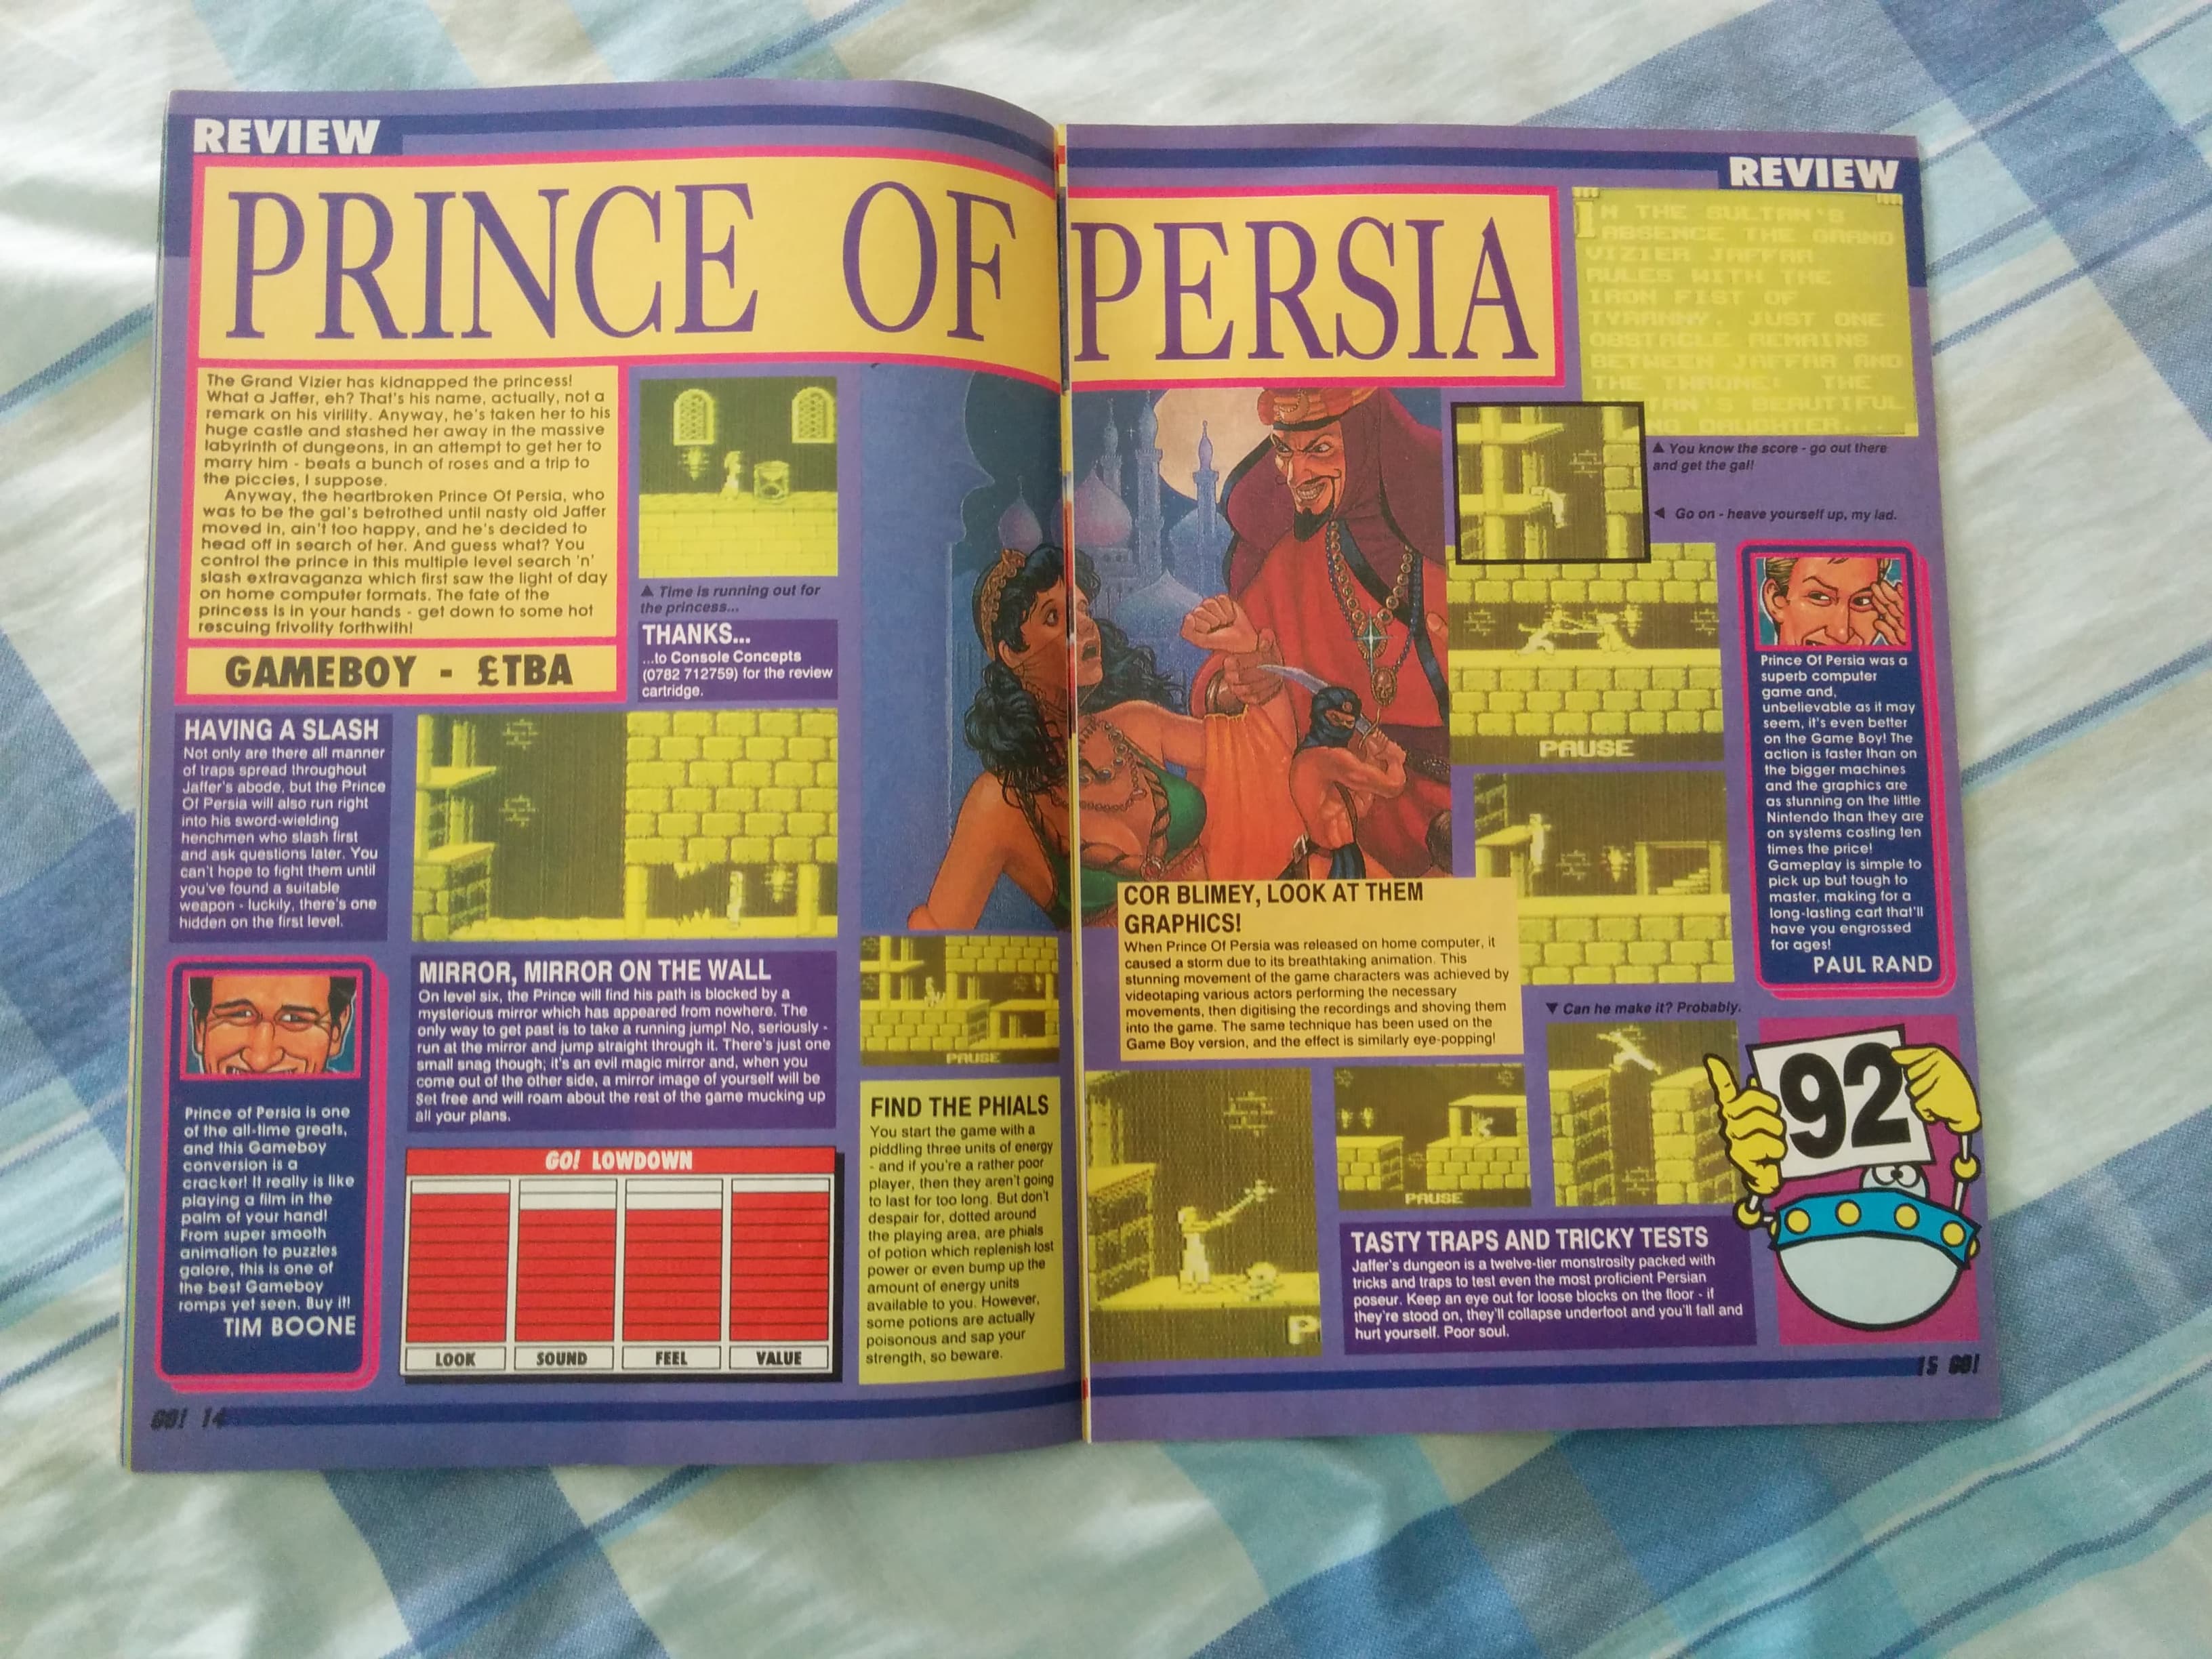 REVIEW
PRINCE OF PERSIA
The Grand Vizier has kidnapped the princess!
What a Jaffer, eh? That's his name, actually, not a
remark on his virility. Anyway, he's taken her to his
huge castle and stashed her away in the massive
labyrinth of dungeons, in an attempt to get her to
marry him - beats a bunch of roses and a trip to
the piccies, I suppose.
Anyway, the heartbroken Prince Of Persia, who
was to be the gal's betrothed until nasty old Jaffer
moved in, ain't too happy, and he's decided to
head off in search of her. And guess what? You
control the prince in this multiple level search 'n'
slash extravaganza which first saw the light of day
on home computer formats. The fate of the
princess is in your hands - get down to some hot
rescuing frivolity forthwith!
GAMEBOY - £TBA
▲ Time is running out for
the princess...
THANKS...
...to Console Concepts
(0782 712759) for the review
cartridge.
HAVING A SLASH
Not only are there all manner
of traps spread throughout
Jaffer's abode, but the Prince
Of Persia will also run right
into his sword-wielding
henchmen who slash first
and ask questions later. You
can't hope to fight them until
you've found a suitable
weapon - luckily, there's one
hidden on the first level.
Prince of Persia is one
of the all-time greats,
and this Gameboy
conversion is a
cracker! It really is like
playing a film in the
palm of your hand!
From super smooth
animation to puzzles
galore, this is one of
the best Gameboy
romps yet seen. Buy it!
TIM BOONE
MIRROR, MIRROR ON THE WALL
On level six, the Prince will find his path is blocked by a
mysterious mirror which has appeared from nowhere. The
only way to get past is to take a running jump! No, seriously -
run at the mirror and jump straight through it. There's just one
small snag though; it's an evil magic mirror and, when you
come out of the other side, a mirror image of yourself will be
set free and will roam about the rest of the game mucking up
all your plans.
GO! LOWDOWN
LOOK
SOUND
FEEL
VALUE
PAUSE
FIND THE PHIALS
You start the game with a
piddling three units of energy
- and if you're a rather poor
player, then they aren't going
to last for too long. But don't
despair for, dotted around
the playing area, are phials
of potion which replenish lost
power or even bump up the
amount of energy units
available to you. However,
some potions are actually
poisonous and sap your
strength, so beware.
GO! 14
REVIEW
IN THE SULTAN'S
ABSENCE THE GRAND
VIZIER JAFFAR
RULES WITH THE
IRON FIST OF
TYRANNY. JUST ONE
OBSTACLE REMAINS
BETWEEN JAFFAR AND
THE THRONE: THE
BEAUTIFUL
DAUGHTER...
▲ You know the score - go out there
and get the gal!
◀ Go on - heave yourself up, my lad.
PAUSE
Prince Of Persia was a
superb computer
game and,
unbelievable as it may
seem, it's even better
on the Game Boy! The
action is faster than on
the bigger machines
and the graphics are
as stunning on the little
Nintendo than they are
on systems costing ten
times the price!
Gameplay is simple to
pick up but tough to
master, making for a
long-lasting cart that'll
have you engrossed
for ages!
PAUL RAND
COR BLIMEY, LOOK AT THEM
GRAPHICS!
When Prince Of Persia was released on home computer, it
caused a storm due to its breathtaking animation. This
stunning movement of the game characters was achieved by
videotaping various actors performing the necessary
movements, then digitising the recordings and shoving them
into the game. The same technique has been used on the
Game Boy version, and the effect is similarly eye-popping!
▼ Can he make it? Probably.
92
P
PAUSE
TASTY TRAPS AND TRICKY TESTS
Jaffer's dungeon is a twelve-tier monstrosity packed with
tricks and traps to test even the most proficient Persian
poseur. Keep an eye out for loose blocks on the floor - if
they're stood on, they'll collapse underfoot and you'll fall and
hurt yourself. Poor soul.
15 GO!